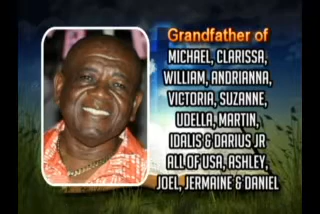 Grandfather of
MICHAEL, CLARISSA,
WILLIAM, ANDRIANNA,
VICTORIA, SUZANNE,
UDELLA, MARTIN,
IDALIS & DARIUS JR
ALL OF USA, ASHLEY,
JOEL, JERMAINE & DANIEL